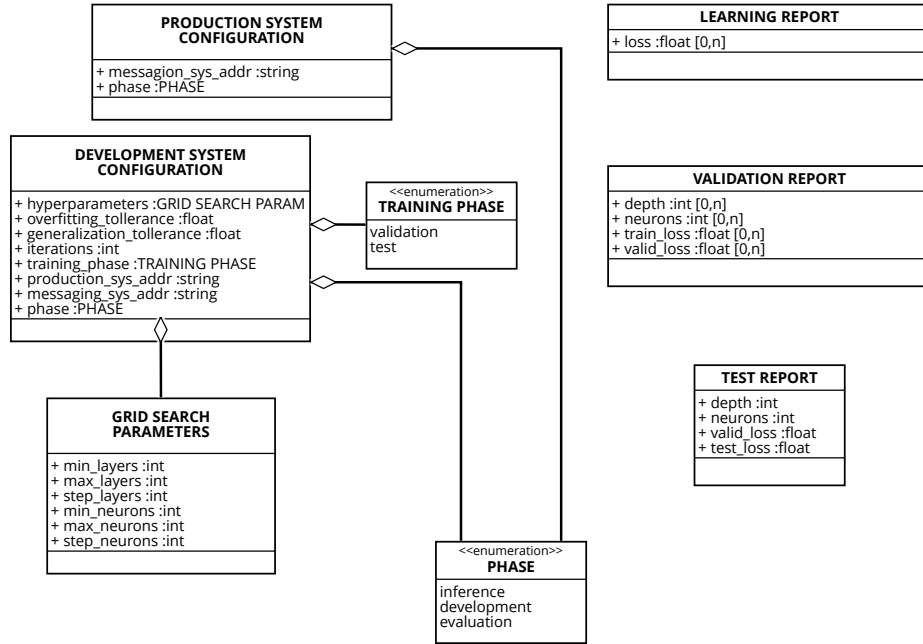 PRODUCTION SYSTEM
CONFIGURATION
+ messagion_sys_addr :string
+ phase :PHASE
LEARNING REPORT
+ loss :float [0,n]
DEVELOPMENT SYSTEM
CONFIGURATION
+ hyperparameters :GRID SEARCH PARAM
+ overfitting_tollerance :float
+ generalization_tollerance :float
+ iterations :int
+ training_phase :TRAINING PHASE
+ production_sys_addr :string
+ messaging_sys_addr :string
+ phase :PHASE
<<enumeration>>
TRAINING PHASE
validation
test
VALIDATION REPORT
+ depth :int [0,n]
+ neurons :int [0,n]
+ train_loss :float [0,n]
+ valid_loss :float [0,n]
GRID SEARCH
PARAMETERS
+ min_layers :int
+ max_layers :int
+ step_layers :int
+ min_neurons :int
+ max_neurons :int
+ step_neurons :int
TEST REPORT
+ depth :int
+ neurons :int
+ valid_loss :float
+ test_loss :float
<<enumeration>>
PHASE
inference
development
evaluation